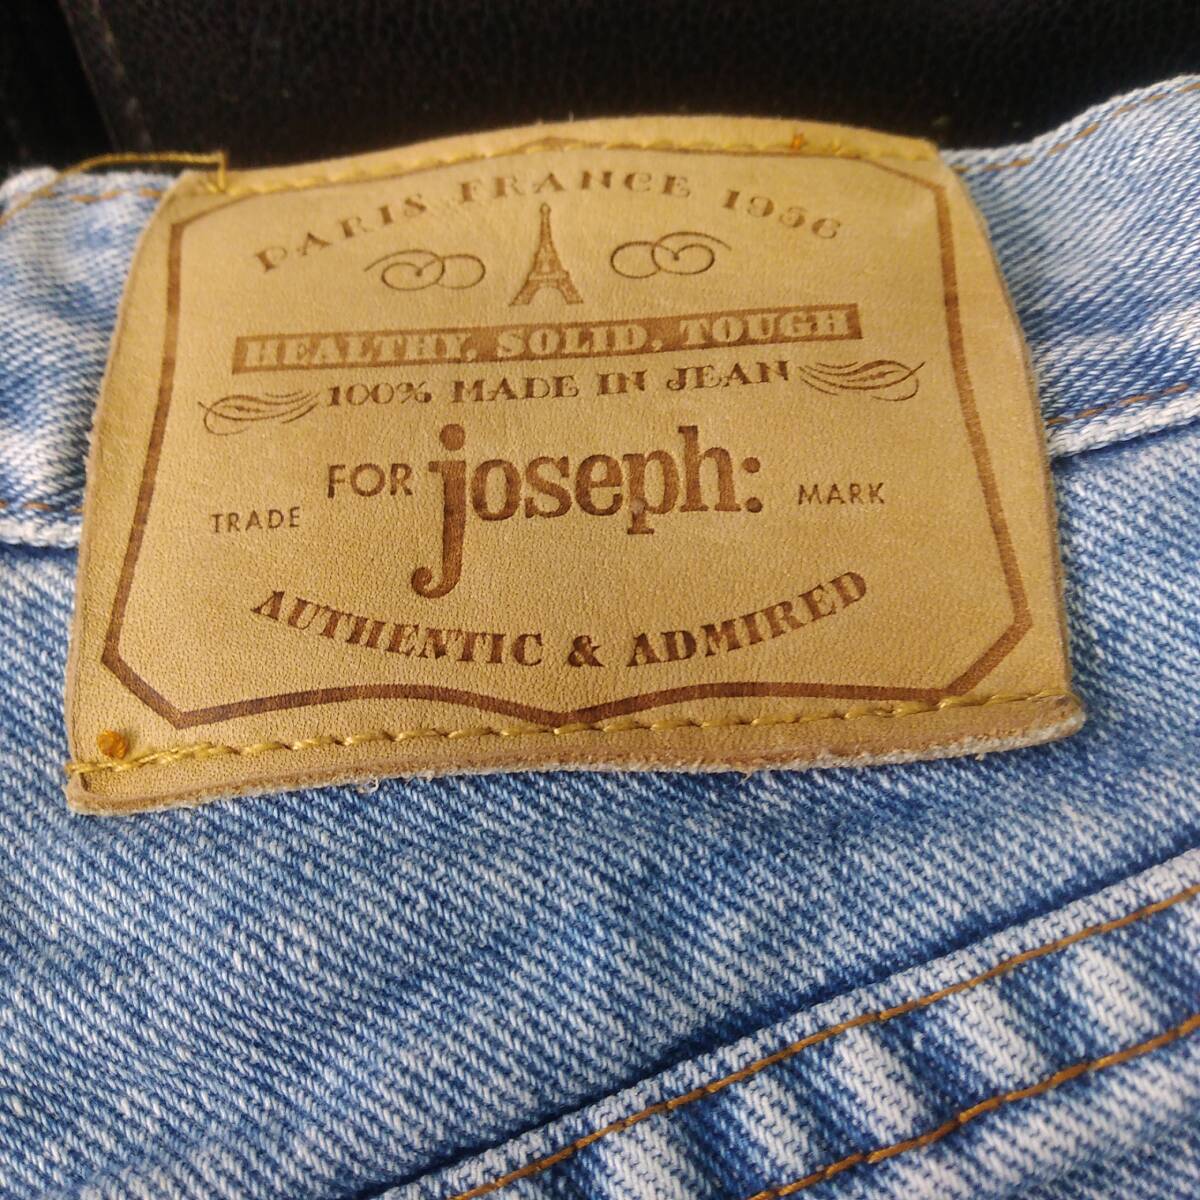 PARIS FRANCE 1956
HEALTHY, SOLID, TOUGH
100% MADE IN JEAN
FOR joseph:
TRADE MARK
AUTHENTIC & ADMIRED